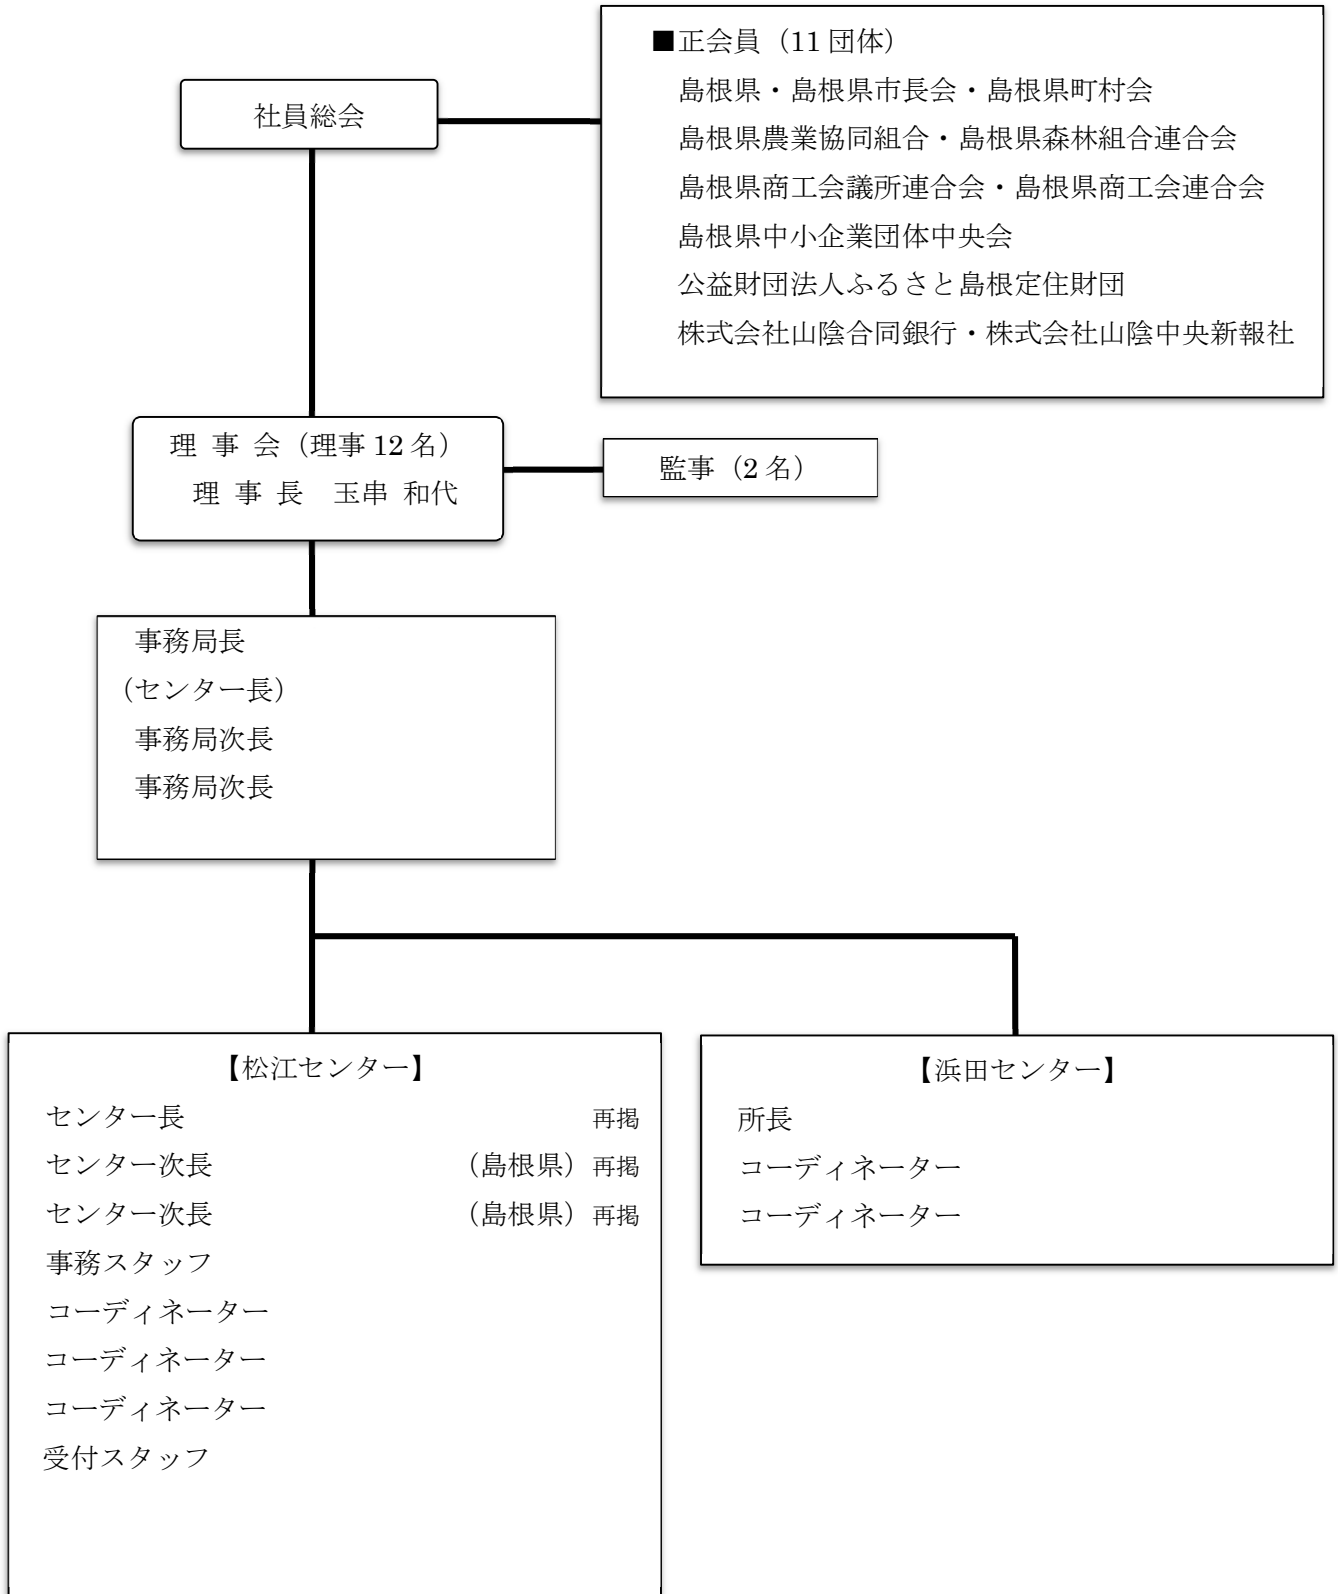 社員総会
■正会員（11団体）
島根県・島根県市長会・島根県町村会
島根県農業協同組合・島根県森林組合連合会
島根県商工会議所連合会・島根県商工会連合会
島根県中小企業団体中央会
公益財団法人ふるさと島根定住財団
株式会社山陰合同銀行・株式会社山陰中央新報社
理 事 会（理事12名）
理 事 長　玉串 和代
監事（2名）
事務局長
（センター長）
事務局次長
事務局次長
【松江センター】
センター長　再掲
センター次長　（島根県）再掲
センター次長　（島根県）再掲
事務スタッフ
コーディネーター
コーディネーター
コーディネーター
受付スタッフ
【浜田センター】
所長
コーディネーター
コーディネーター